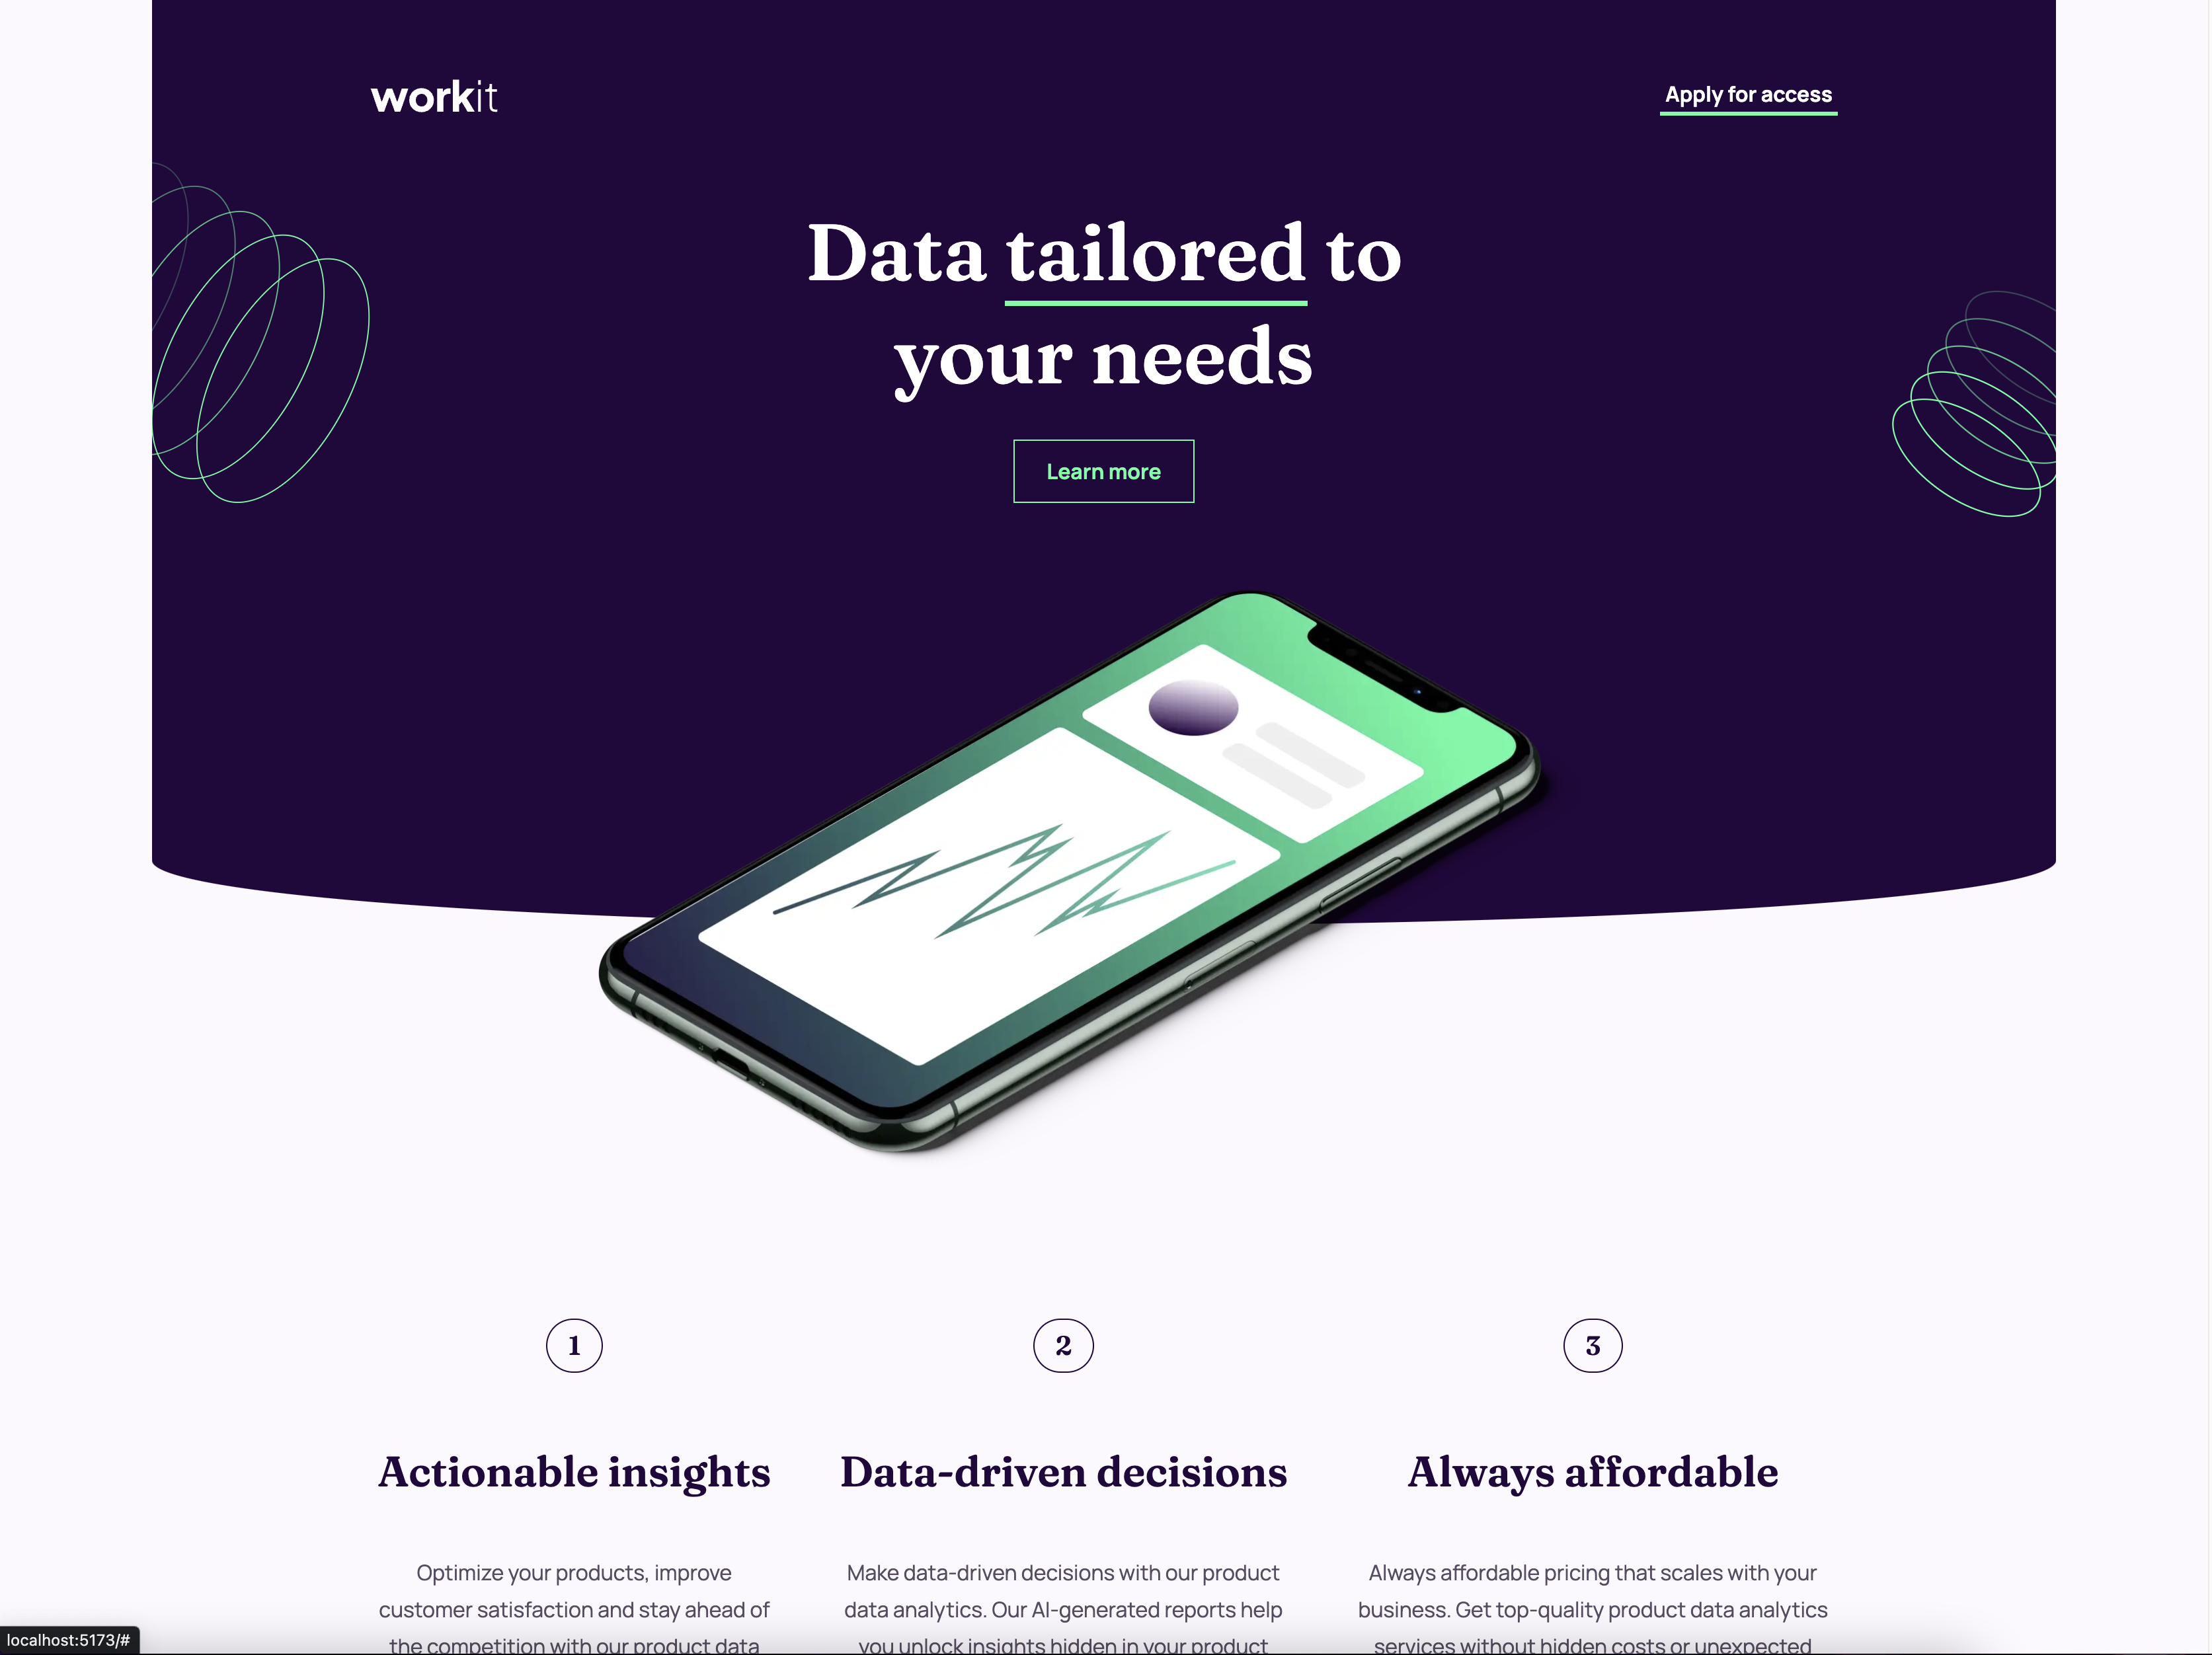 workit
Apply for access
Data tailored to
your needs
Learn more
1
2
3
Actionable insights
Data-driven decisions
Always affordable
Optimize your products, improve
customer satisfaction and stay ahead of
the competition with our product data
Make data-driven decisions with our product
data analytics. Our AI-generated reports help
you unlock insights hidden in your product
Always affordable pricing that scales with your
business. Get top-quality product data analytics
services without hidden costs or unexpected
localhost:5173/#